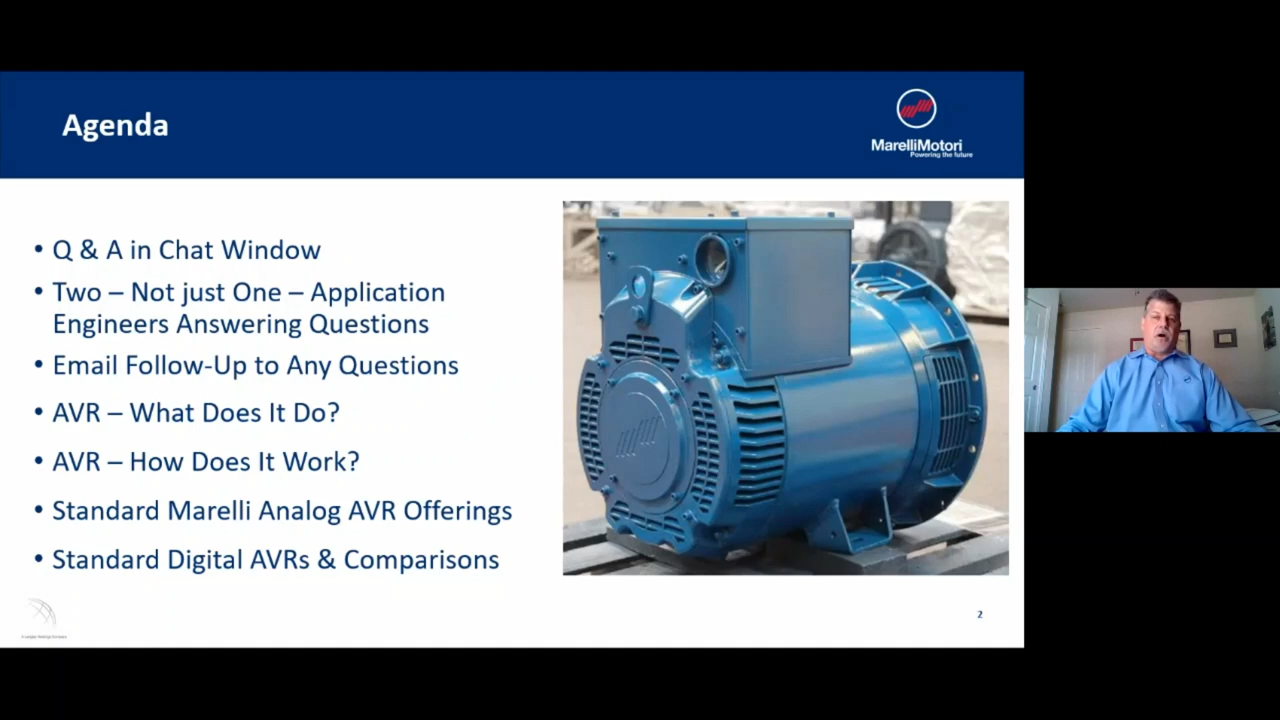 Agenda
MarelliMotori
Powering the future
• Q & A in Chat Window
• Two – Not just One – Application
Engineers Answering Questions
• Email Follow-Up to Any Questions
• AVR – What Does It Do?
• AVR – How Does It Work?
• Standard Marelli Analog AVR Offerings
• Standard Digital AVRs & Comparisons
2